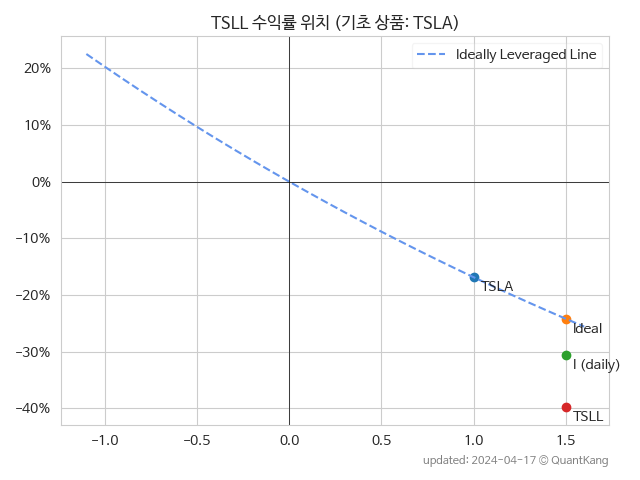 TSLL 수익률 위치 (기초 상품: TSLA)
Ideally Leveraged Line
20%
10%
0%
−10%
−20%
−30%
−40%
TSLA
Ideal
I (daily)
TSLL
−1.0 −0.5 0.0 0.5 1.0 1.5
updated: 2024-04-17 © QuantKang